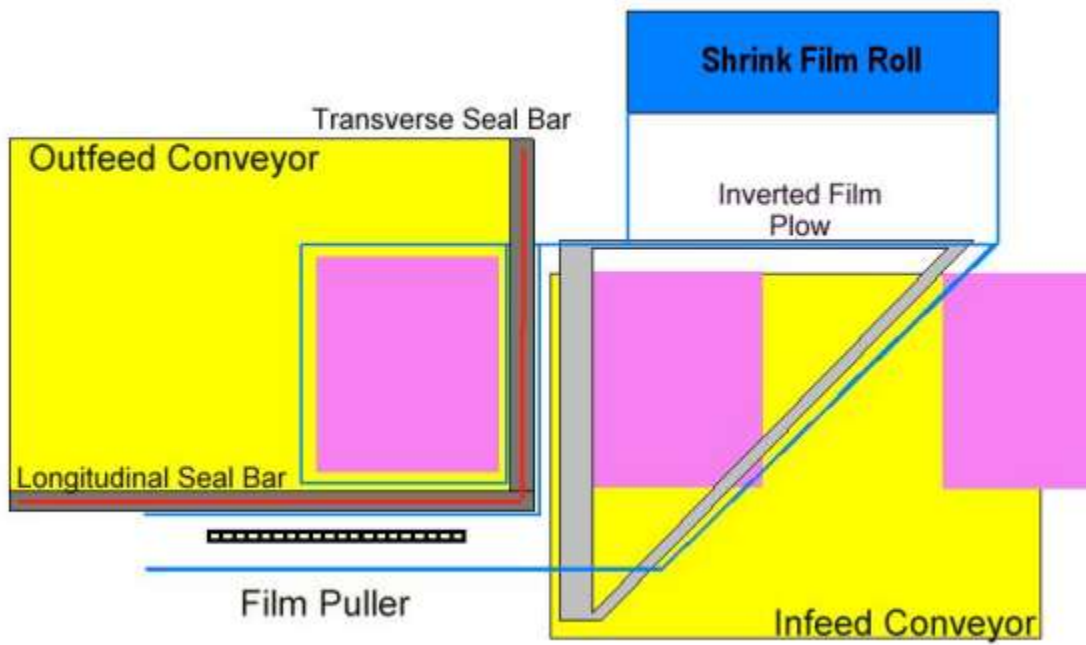 Shrink Film Roll
Transverse Seal Bar
Outfeed Conveyor
Inverted Film
Plow
Longitudinal Seal Bar
Film Puller
Infeed Conveyor